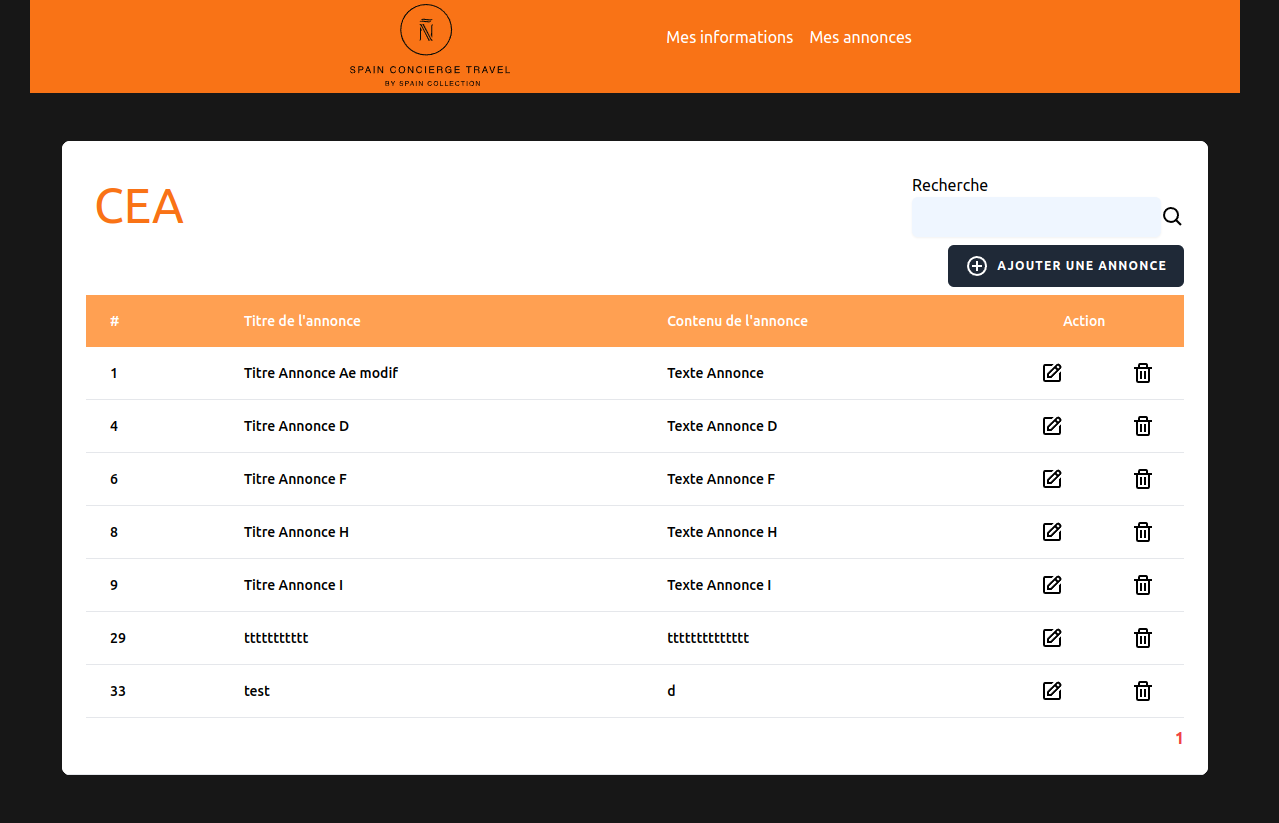 Ñ
SPAIN CONCIERGE TRAVEL
BY SPAIN COLLECTION
Mes informations Mes annonces
CEA
Recherche
AJOUTER UNE ANNONCE
# Titre de l'annonce Contenu de l'annonce Action
1 Titre Annonce Ae modif Texte Annonce
4 Titre Annonce D Texte Annonce D
6 Titre Annonce F Texte Annonce F
8 Titre Annonce H Texte Annonce H
9 Titre Annonce I Texte Annonce I
29 ttttttttttt tttttttttttttt
33 test d
1